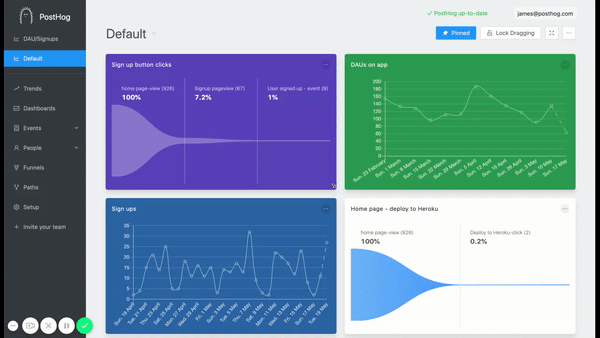 PostHog
DAU/Signups
Default
Trends
Dashboards
Events
People
Funnels
Paths
Setup
Invite your team
PostHog up-to-date
james@posthog.com
Default
Pinned
Lock Dragging
Sign up button clicks
home page-view (926)
100%
Signup pageview (67)
7.2%
User signed up - event (9)
1%
DAUs on app
200
180
160
140
120
100
80
60
40
20
0
Sun. 23 February
Sun. 1 March
Sun. 8 March
Sun. 15 March
Sun. 22 March
Sun. 29 March
Sun. 5 April
Sun. 12 April
Sun. 19 April
Sun. 26 April
Sun. 3 May
Sun. 10 May
Sun. 17 May
Sign ups
35
30
25
20
15
10
5
0
Sun. 19 April
Tue. 21 April
Thu. 23 April
Sat. 25 April
Mon. 27 April
Wed. 29 April
Fri. 1 May
Sun. 3 May
Tue. 5 May
Thu. 7 May
Sat. 9 May
Mon. 11 May
Wed. 13 May
Fri. 15 May
Sun. 17 May
Tue. 19 May
Home page - deploy to Heroku
home page-view (926)
100%
Deploy to Heroku-click (2)
0.2%